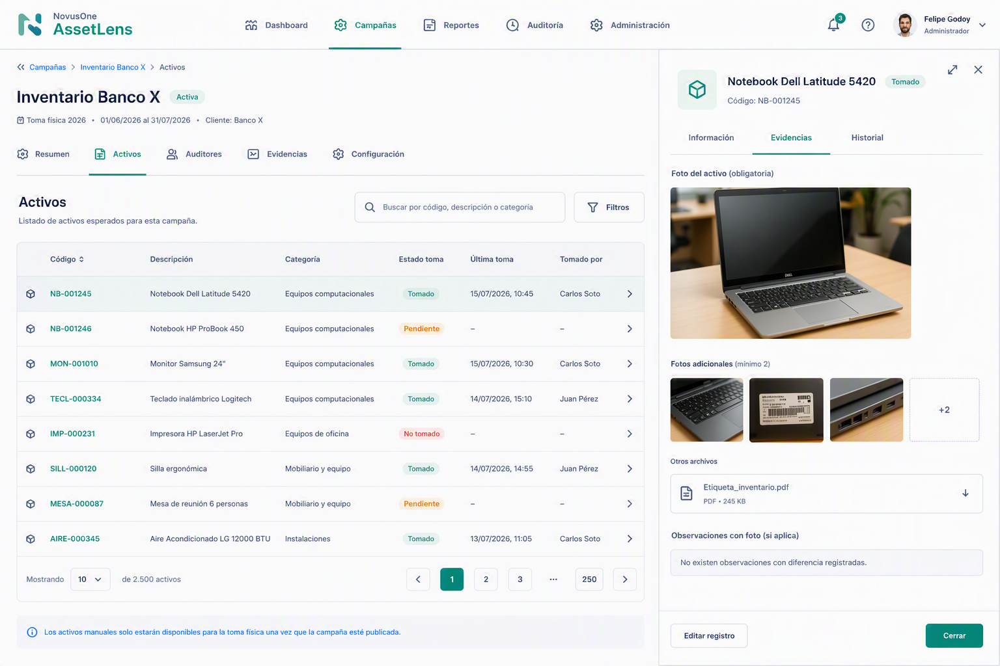 NovusOne
AssetLens
Dashboard
Campañas
Reportes
Auditoría
Administración
3
Felipe Godoy
Administrador
Campañas > Inventario Banco X > Activos
Inventario Banco X
Activa
Toma física 2026 • 01/06/2026 al 31/07/2026 • Cliente: Banco X
Resumen
Activos
Auditores
Evidencias
Configuración
Activos
Listado de activos esperados para esta campaña.
Buscar por código, descripción o categoría
Filtros
Código Descripción Categoría Estado toma Última toma Tomado por
NB-001245 Notebook Dell Latitude 5420 Equipos computacionales Tomado 15/07/2026, 10:45 Carlos Soto
NB-001246 Notebook HP ProBook 450 Equipos computacionales Pendiente – –
MON-001010 Monitor Samsung 24" Equipos computacionales Tomado 15/07/2026, 10:30 Carlos Soto
TECL-000334 Teclado inalámbrico Logitech Equipos computacionales Tomado 14/07/2026, 15:10 Juan Pérez
IMP-000231 Impresora HP LaserJet Pro Equipos de oficina No tomado – –
SILL-000120 Silla ergonómica Mobiliario y equipo Tomado 14/07/2026, 14:55 Juan Pérez
MESA-000087 Mesa de reunión 6 personas Mobiliario y equipo Pendiente – –
AIRE-000345 Aire Acondicionado LG 12000 BTU Instalaciones Tomado 13/07/2026, 11:05 Carlos Soto
Mostrando 10 de 2.500 activos
1 2 3 ... 250
Los activos manuales solo estarán disponibles para la toma física una vez que la campaña esté publicada.
Notebook Dell Latitude 5420
Tomado
Código: NB-001245
Información
Evidencias
Historial
Foto del activo (obligatoria)
DELL
Fotos adicionales (mínimo 2)
+2
Otros archivos
Etiqueta_inventario.pdf
PDF • 245 KB
Observaciones con foto (si aplica)
No existen observaciones con diferencia registradas.
Editar registro
Cerrar